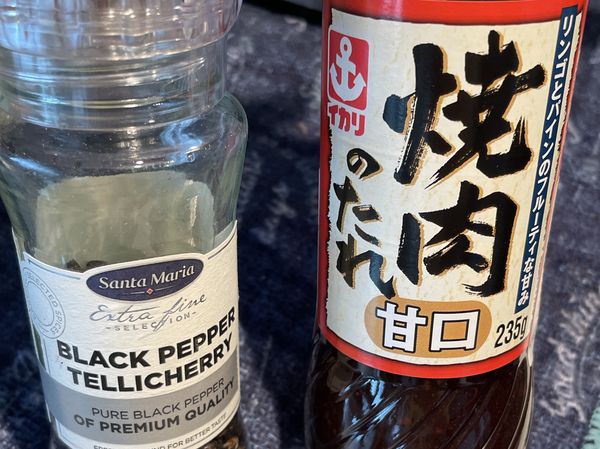 Santa Maria
Extra fine
-SELECTION-
BLACK PEPPER
TELLICHERRY
PURE BLACK PEPPER
OF PREMIUM QUALITY
イカリ
焼肉
のたれ
甘口
リンゴとパインのフルーティな甘み
235g